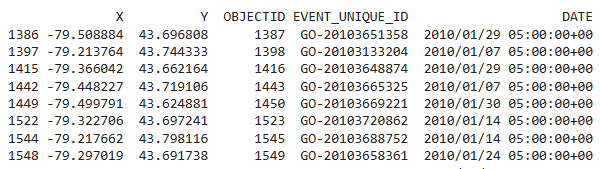 X Y OBJECTID EVENT_UNIQUE_ID DATE
1386 -79.508884 43.696808 1387 GO-20103651358 2010/01/29 05:00:00+00
1397 -79.213764 43.744333 1398 GO-20103133204 2010/01/07 05:00:00+00
1415 -79.366042 43.662164 1416 GO-20103648874 2010/01/29 05:00:00+00
1442 -79.448227 43.719106 1443 GO-20103665325 2010/01/07 05:00:00+00
1449 -79.499791 43.624881 1450 GO-20103669221 2010/01/30 05:00:00+00
1522 -79.322706 43.697241 1523 GO-20103720862 2010/01/14 05:00:00+00
1544 -79.217662 43.798116 1545 GO-20103688752 2010/01/14 05:00:00+00
1548 -79.297019 43.691738 1549 GO-20103658361 2010/01/24 05:00:00+00